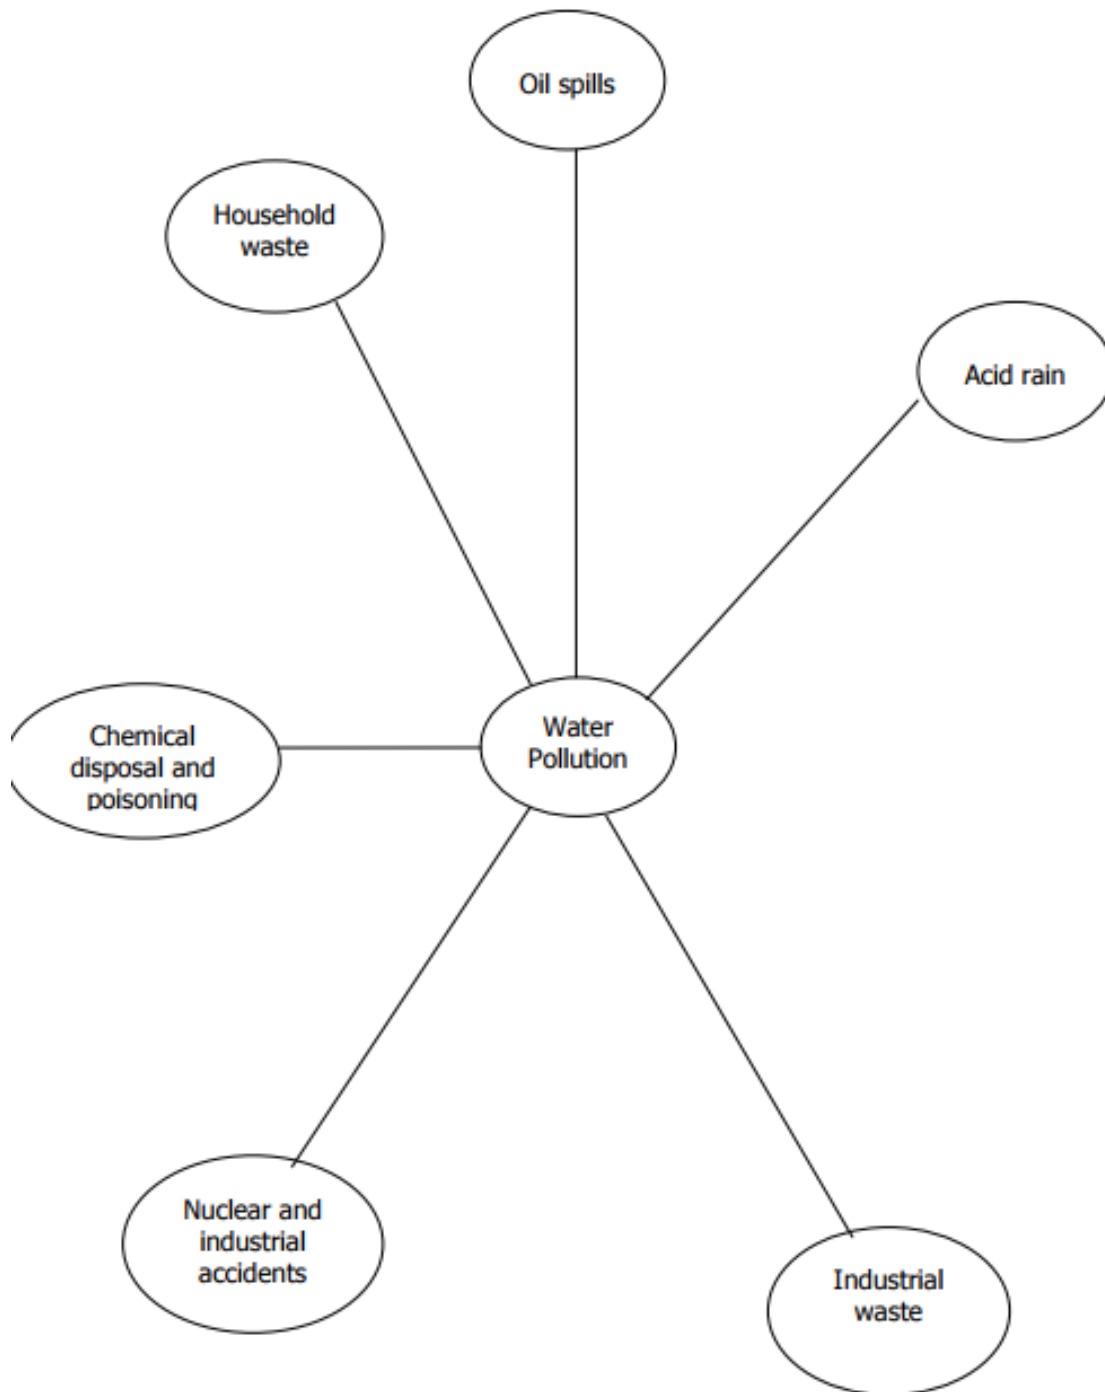 Oil spills
Household
waste
Acid rain
Water
Pollution
Chemical
disposal and
poisoning
Nuclear and
industrial
accidents
Industrial
waste